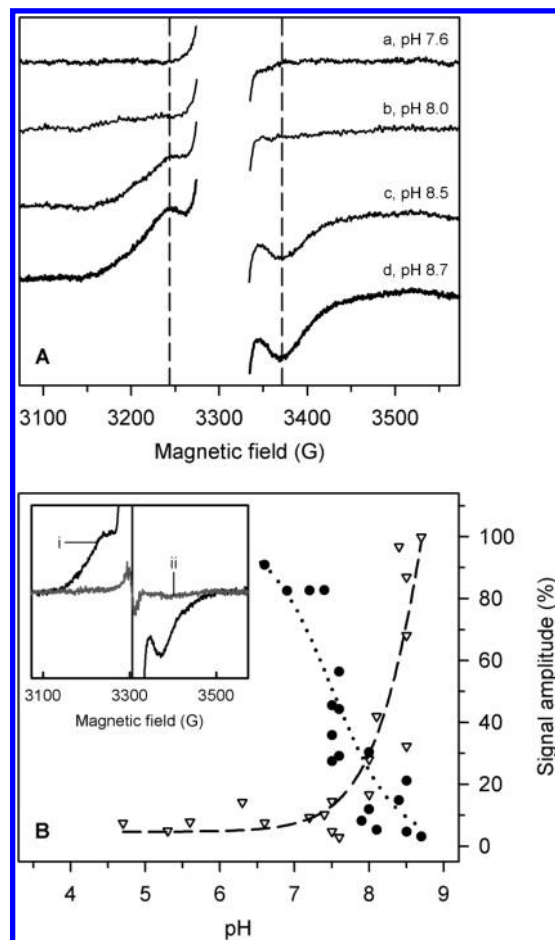 a, pH 7.6
b, pH 8.0
c, pH 8.5
d, pH 8.7
A
3100 3200 3300 3400 3500
Magnetic field (G)
i
ii
3100 3300 3500
Magnetic field (G)
B
100
80
60
40
20
0
Signal amplitude (%)
4 5 6 7 8 9
pH